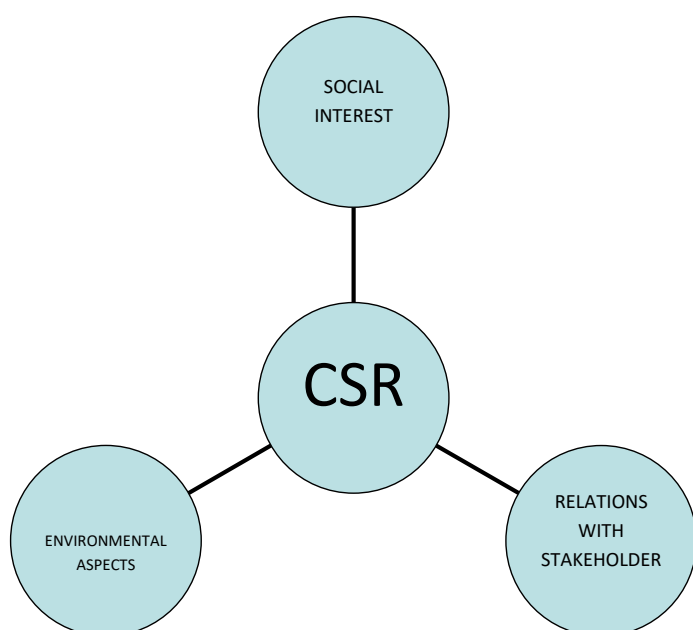 SOCIAL
INTEREST
CSR
ENVIRONMENTAL
ASPECTS
RELATIONS
WITH
STAKEHOLDER